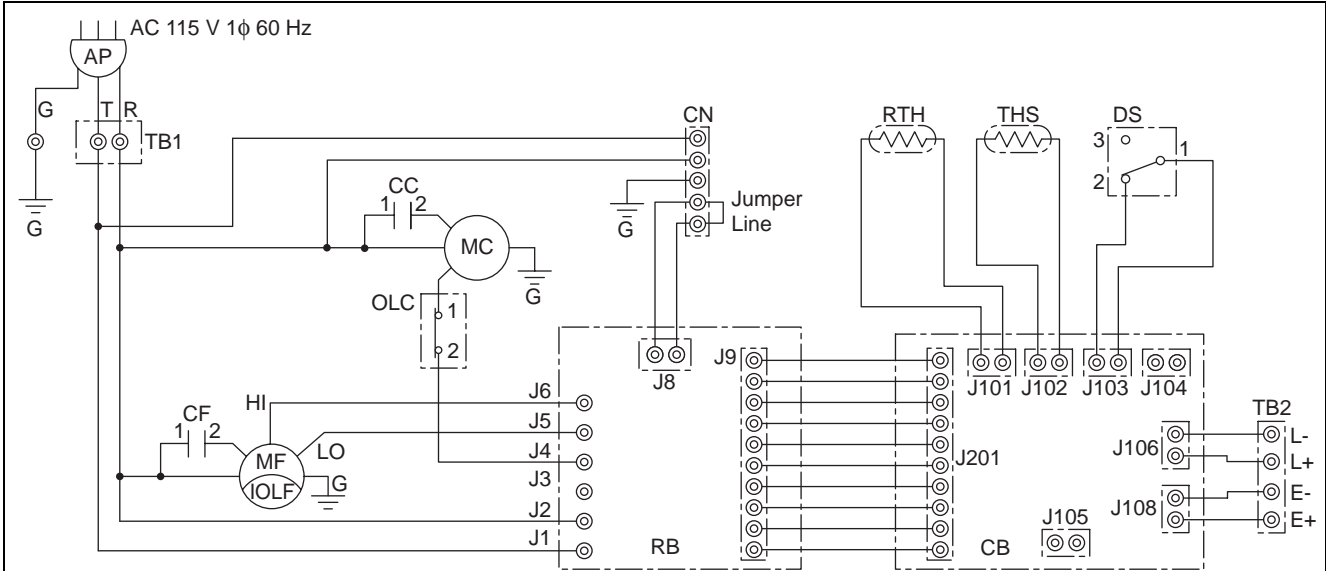 AC 115 V 1ϕ 60 Hz
AP
G
T R
TB1
G
CN
Jumper
Line
G
RTH
THS
DS
3
1
2
CC
1 2
MC
G
OLC
1
2
J8
J9
J6
J5
J4
J3
J2
J1
RB
HI
LO
CF
1 2
MF
IOLF
G
J101
J102
J103
J104
J201
J106
J108
J105
CB
TB2
L-
L+
E-
E+